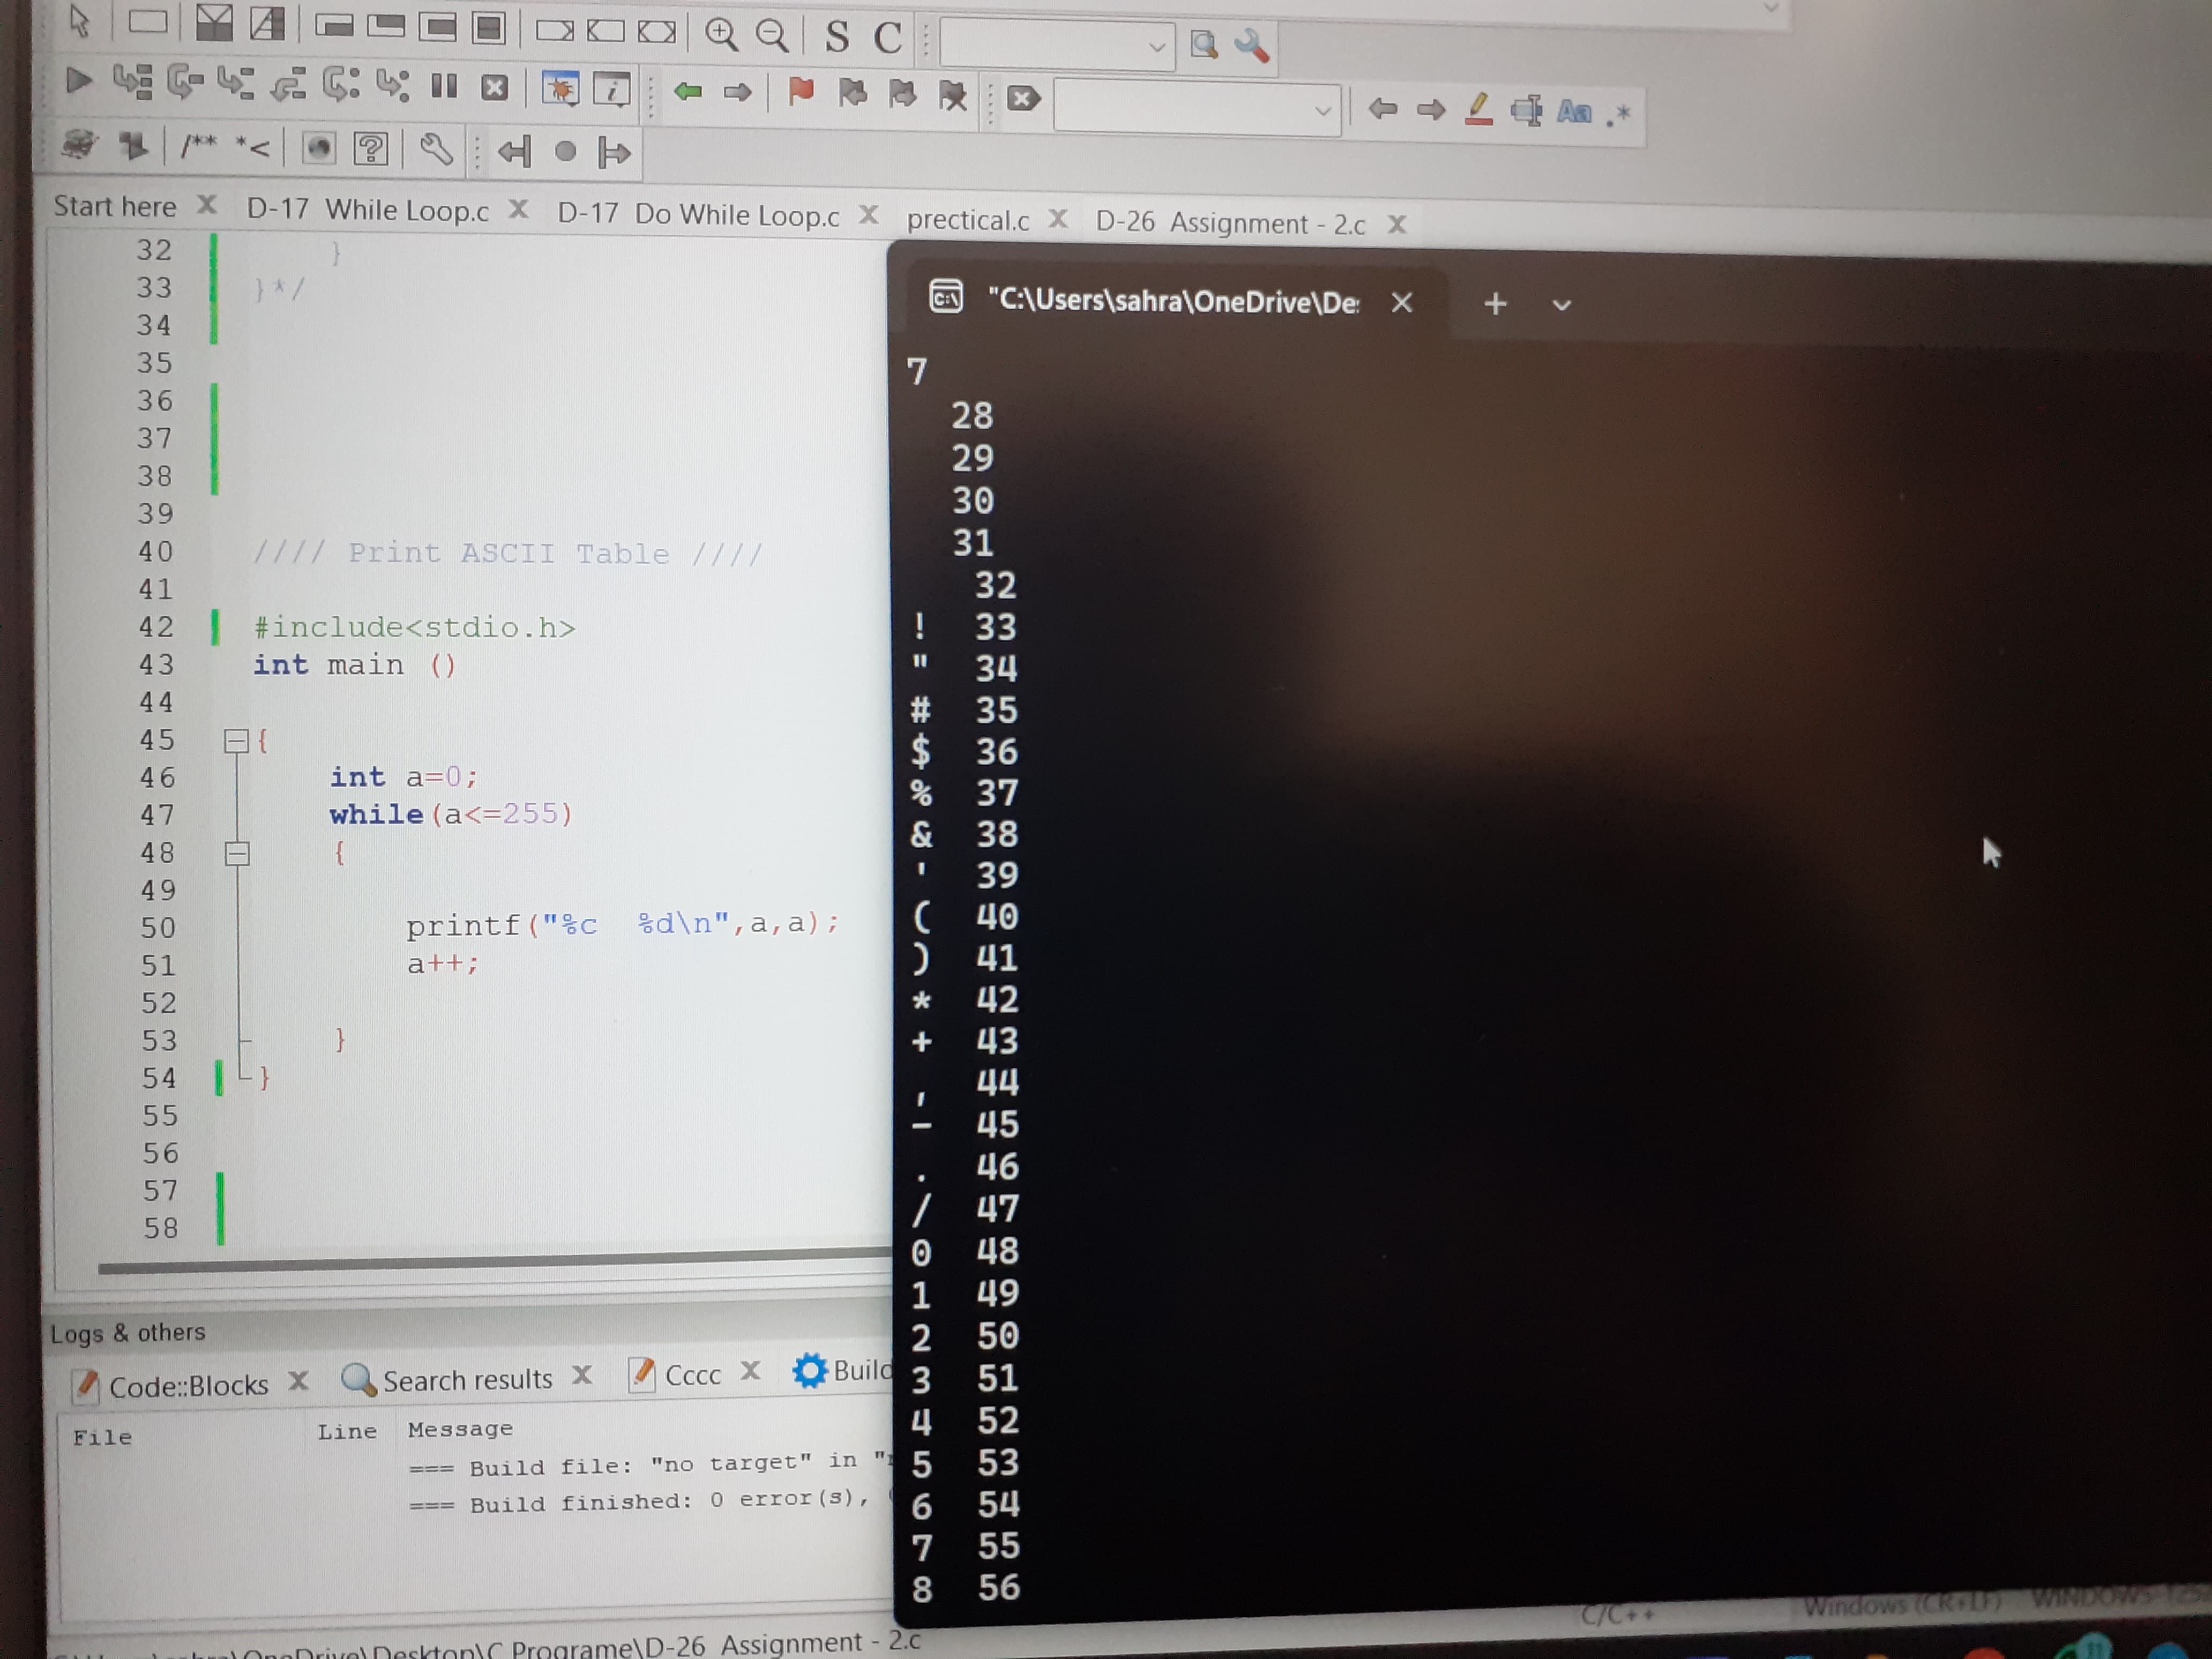 S C
/** *<
Aa .*
Start here D-17 While Loop.c D-17 Do While Loop.c prectical.c D-26 Assignment - 2.c
32 }
33 }*/
34
35
36
37
38
39
40 //// Print ASCII Table ////
41
42 #include<stdio.h>
43 int main ()
44
45 {
46 int a=0;
47 while(a<=255)
48 {
49
50 printf("%c  %d\n",a,a);
51 a++;
52
53 }
54 }
55
56
57
58
C:\ "C:\Users\sahra\OneDrive\De
7
28
29
30
31
32
! 33
" 34
# 35
$ 36
% 37
& 38
' 39
( 40
) 41
* 42
+ 43
, 44
- 45
. 46
/ 47
0 48
1 49
2 50
3 51
4 52
5 53
6 54
7 55
8 56
Logs & others
Code::Blocks Search results Cccc Build
File Line Message
=== Build file: "no target" in "
=== Build finished: 0 error(s),
OneDrive\Desktop\C Programe\D-26 Assignment - 2.c
C/C++ Windows (CR+LF)